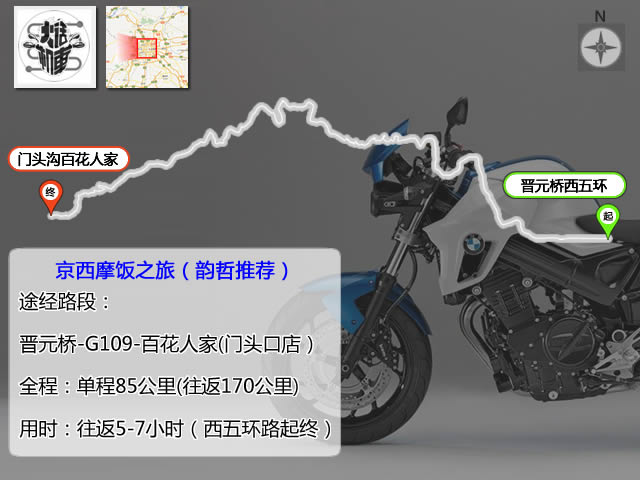 N
门头沟百花人家
终
晋元桥西五环
起
京西摩饭之旅（韵哲推荐）
途经路段：
晋元桥-G109-百花人家(门头口店）
全程：单程85公里(往返170公里)
用时：往返5-7小时（西五环路起终）